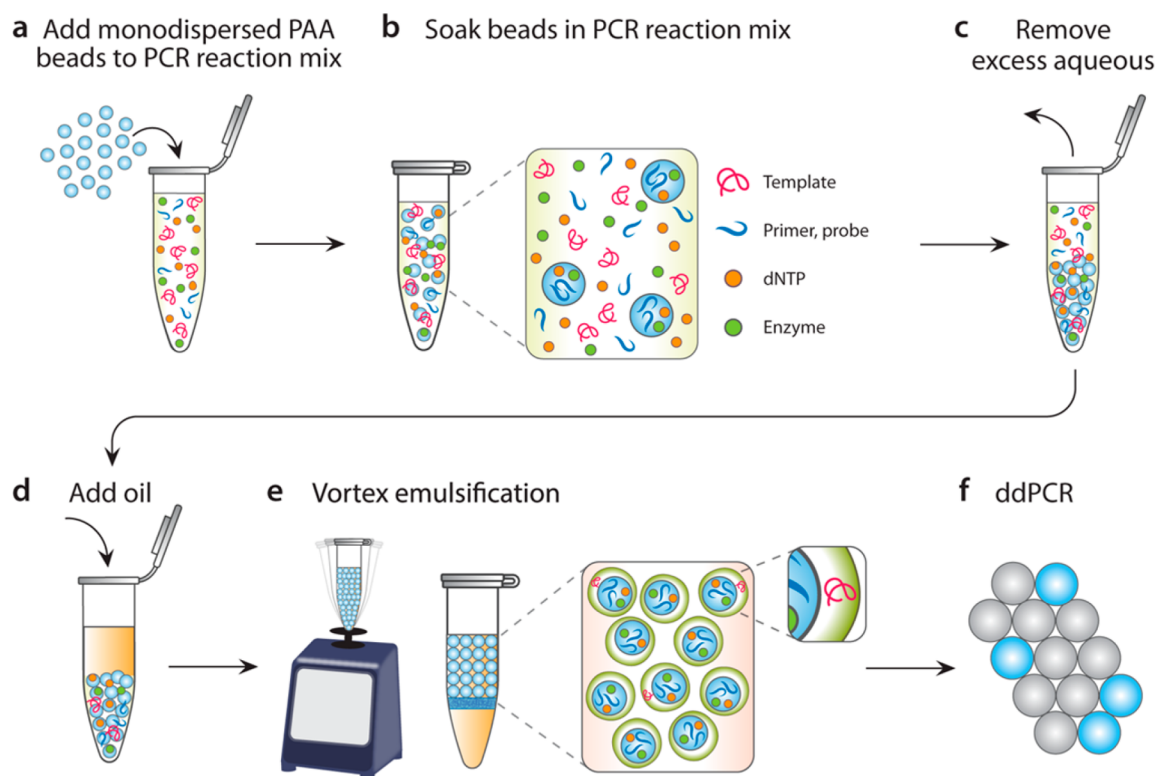 a Add monodispersed PAA
beads to PCR reaction mix
b Soak beads in PCR reaction mix
c Remove
excess aqueous
Template
Primer, probe
dNTP
Enzyme
d Add oil
e Vortex emulsification
f ddPCR